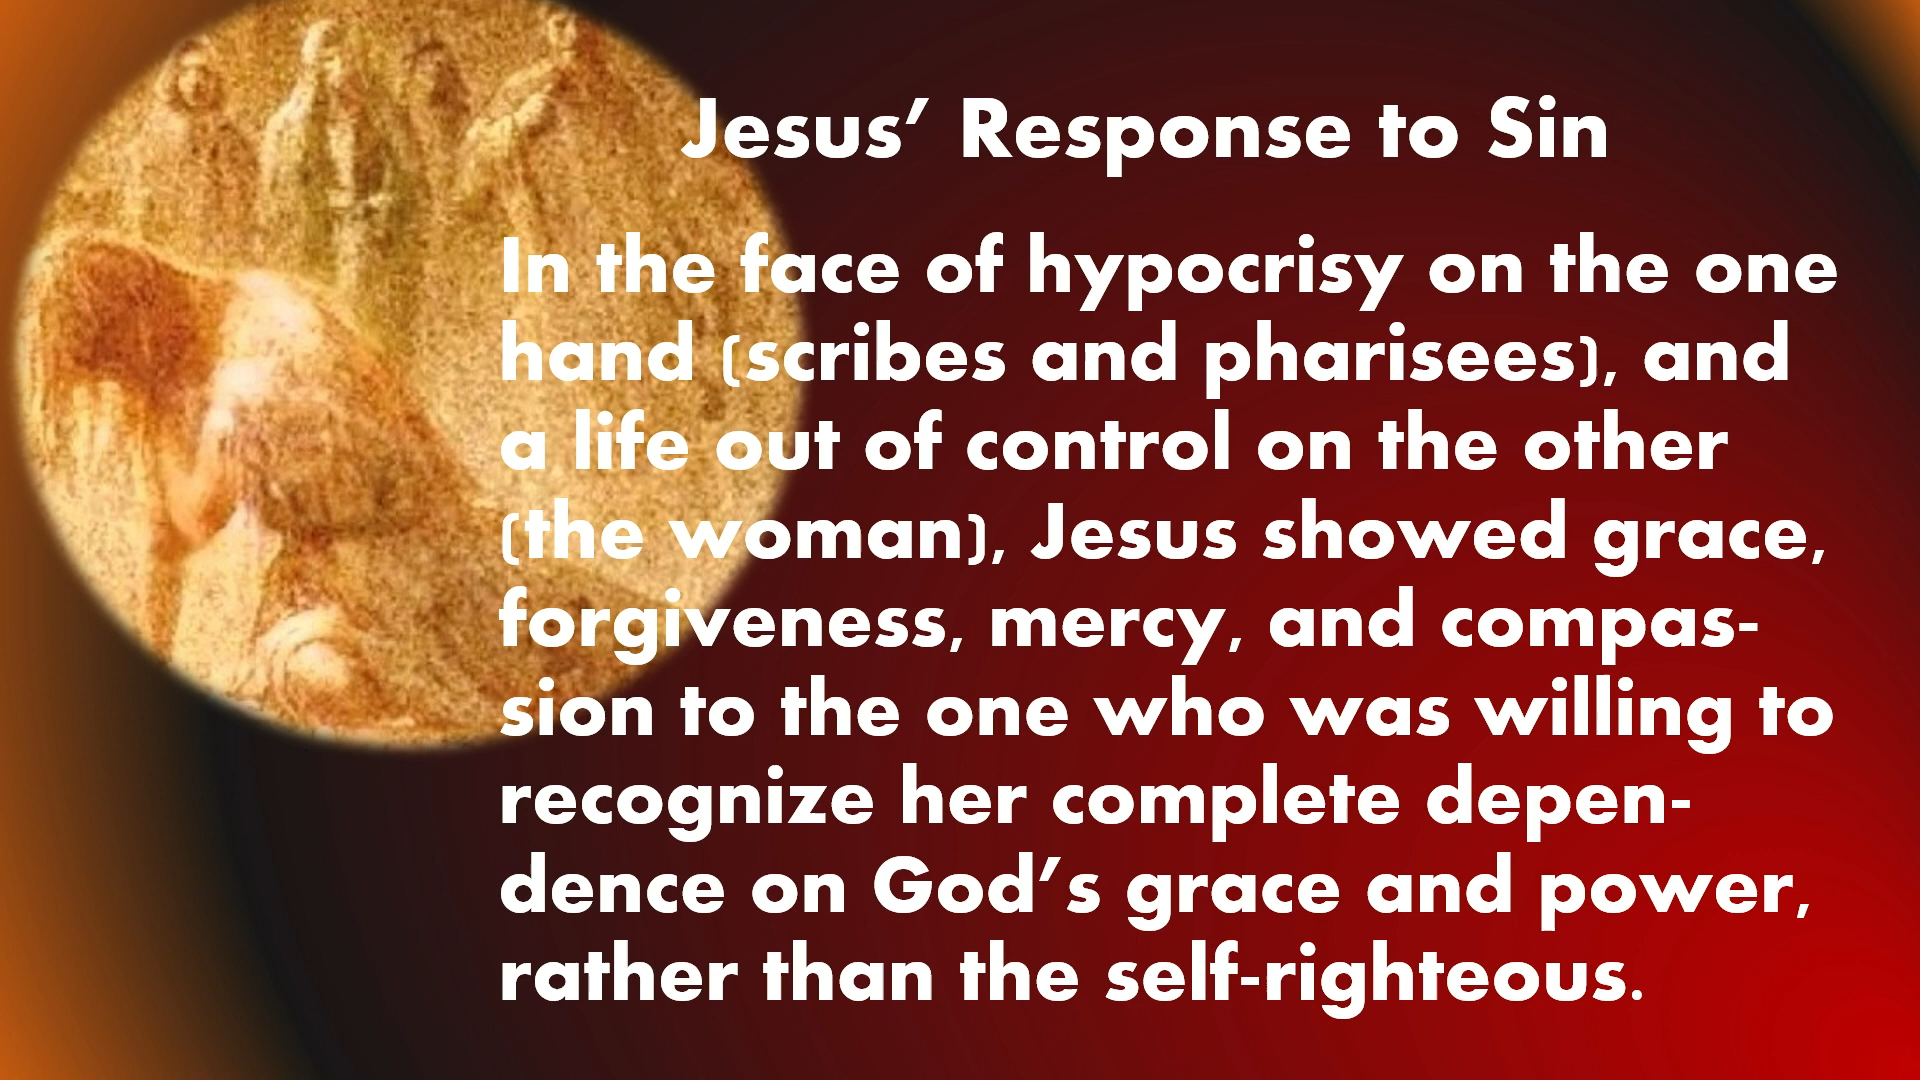 Jesus’ Response to Sin
In the face of hypocrisy on the one
hand (scribes and pharisees), and
a life out of control on the other
(the woman), Jesus showed grace,
forgiveness, mercy, and compas-
sion to the one who was willing to
recognize her complete depen-
dence on God’s grace and power,
rather than the self-righteous.